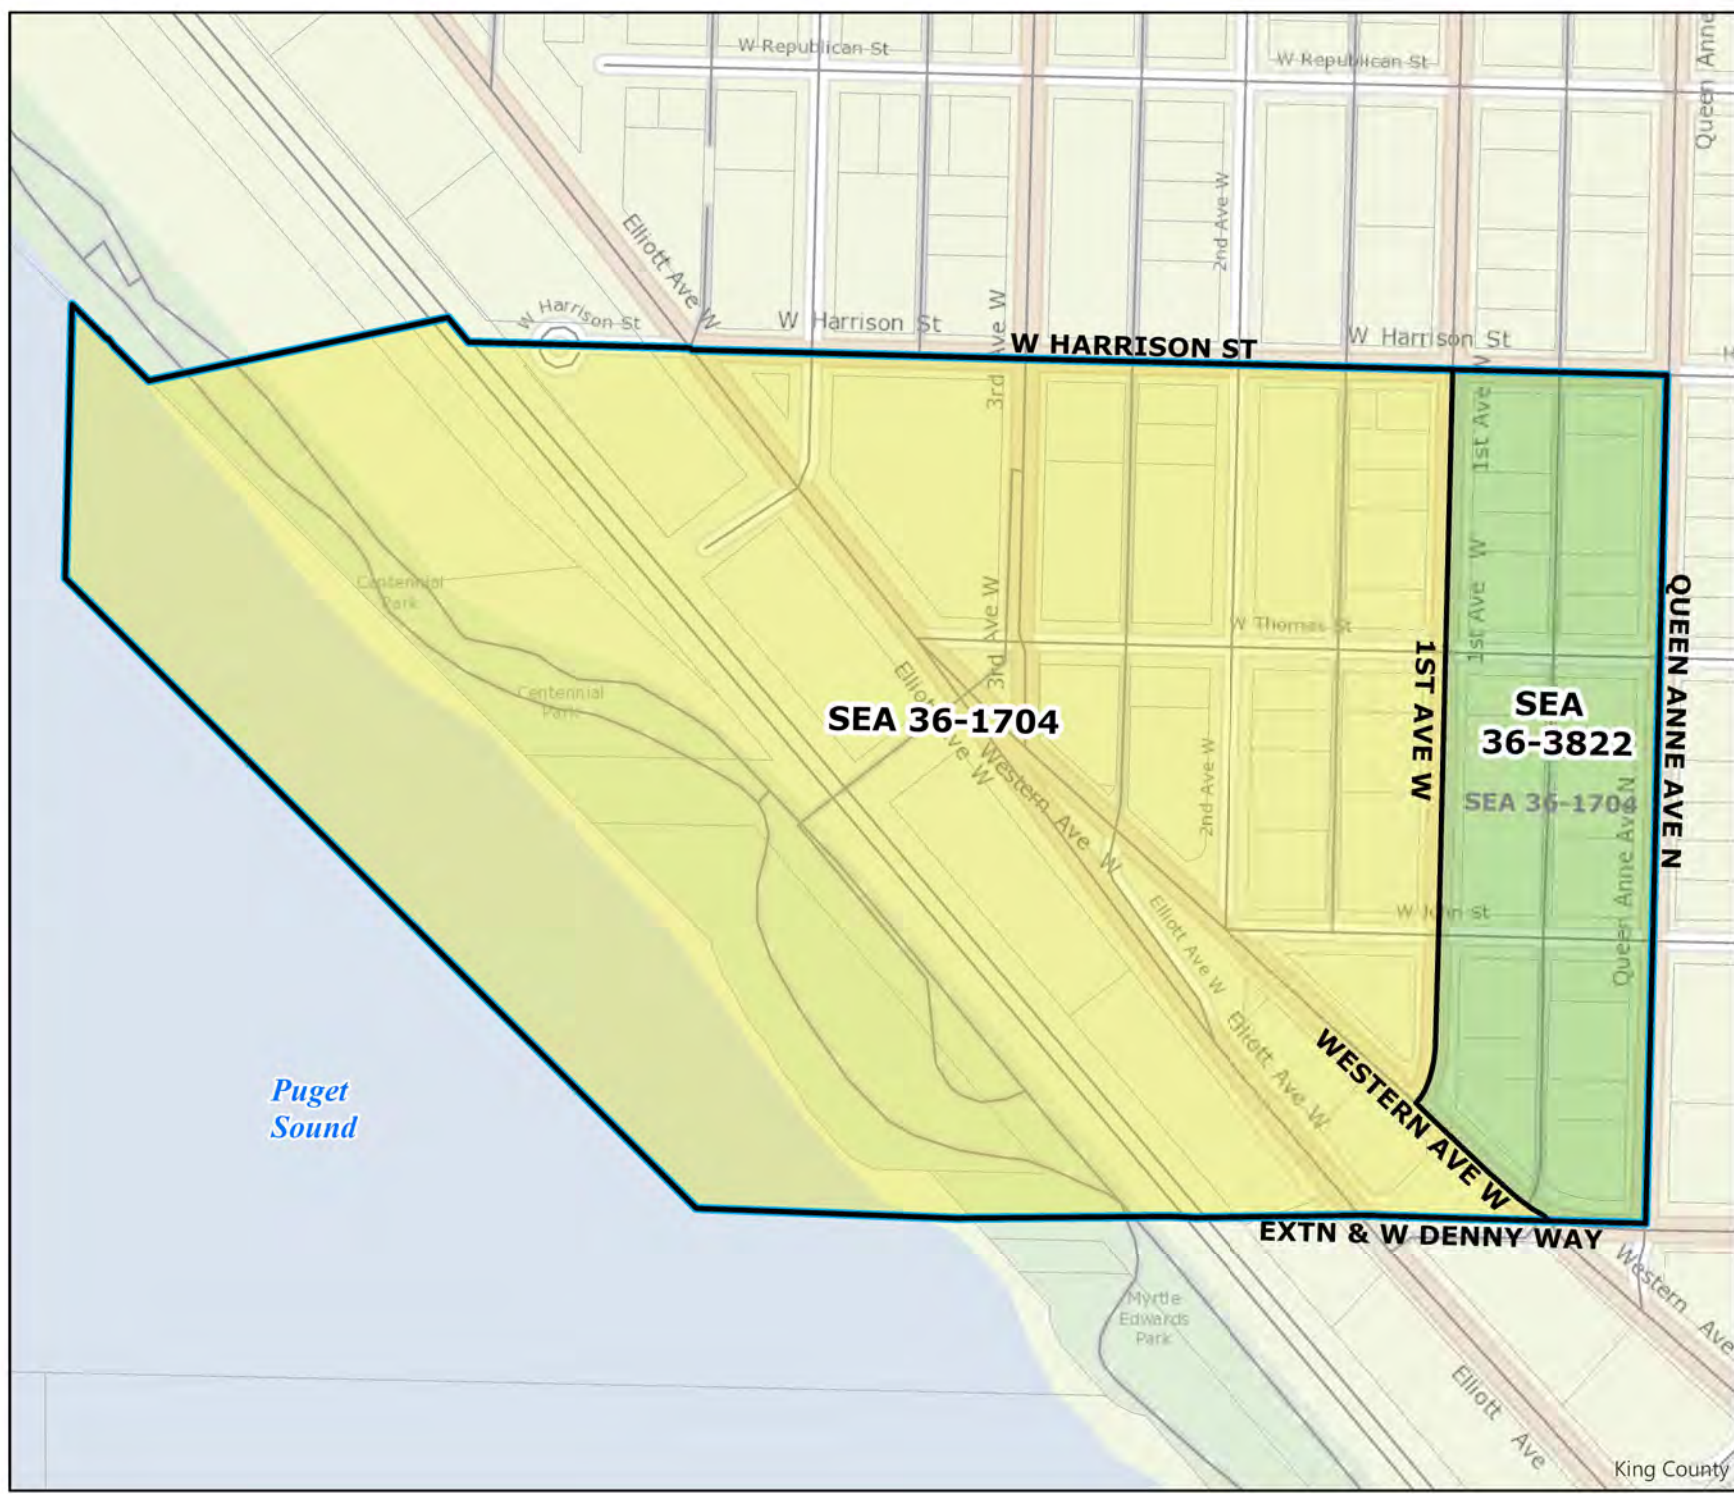 W Republican St
W Republican St
Queen Anne
Elliott Ave W
2nd Ave W
3rd Ave W
W Harrison St
W Harrison St
W Harrison St
W HARRISON ST
1st Ave W
1st Ave W
Centennial
Park
Centennial
Park
3rd Ave W
W Thomas St
QUEEN ANNE AVE N
1ST AVE W
Elliott Ave W
SEA 36-1704
SEA
36-3822
SEA 36-1704
Western Ave W
2nd Ave W
Queen Anne Ave N
W John St
Elliott Ave W
Elliott Ave W
WESTERN AVE W
Puget
Sound
EXTN & W DENNY WAY
Western Ave
Myrtle
Edwards
Park
Elliott Ave
King County